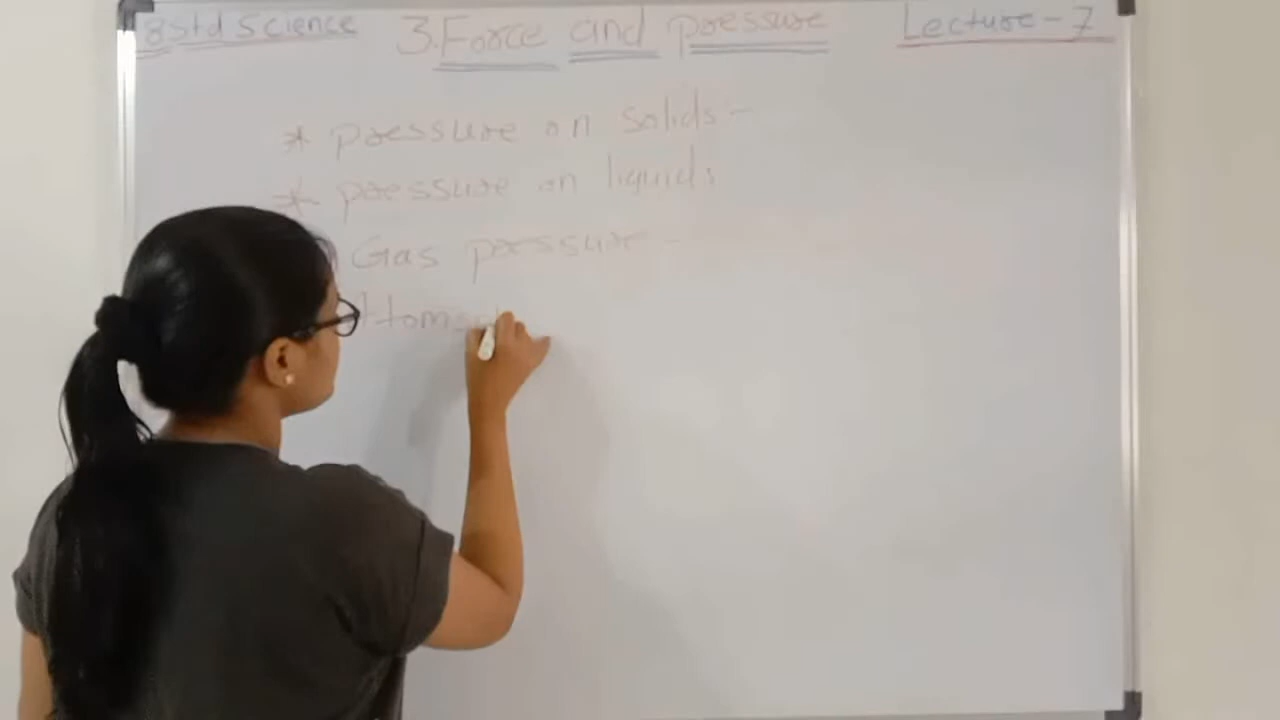 8std Science 3. Force and pressure Lecture-7
* pressure on solids-
* pressure on liquids
Gas pressure-